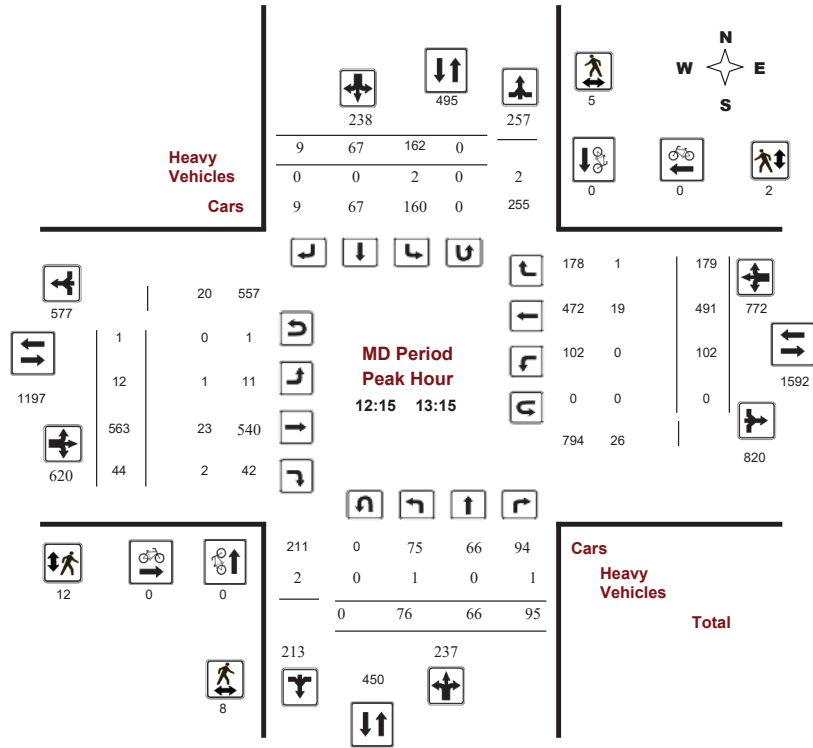 N
W E
S
495
5
238 257
9 67 162 0
Heavy
Vehicles
0 0 2 0 2
Cars 9 67 160 0 255
0 0 2
178 1 179
20 557
577
472 19 491 772
1 0 1
MD Period
Peak Hour
102 0 102
1592
12 1 11
1197
12:15 13:15
0 0 0
563 23 540
794 26
820
620 44 2 42
211 0 75 66 94 Cars
2 0 1 0 1 Heavy
Vehicles
12 0 0
0 76 66 95 Total
213 237
450
8